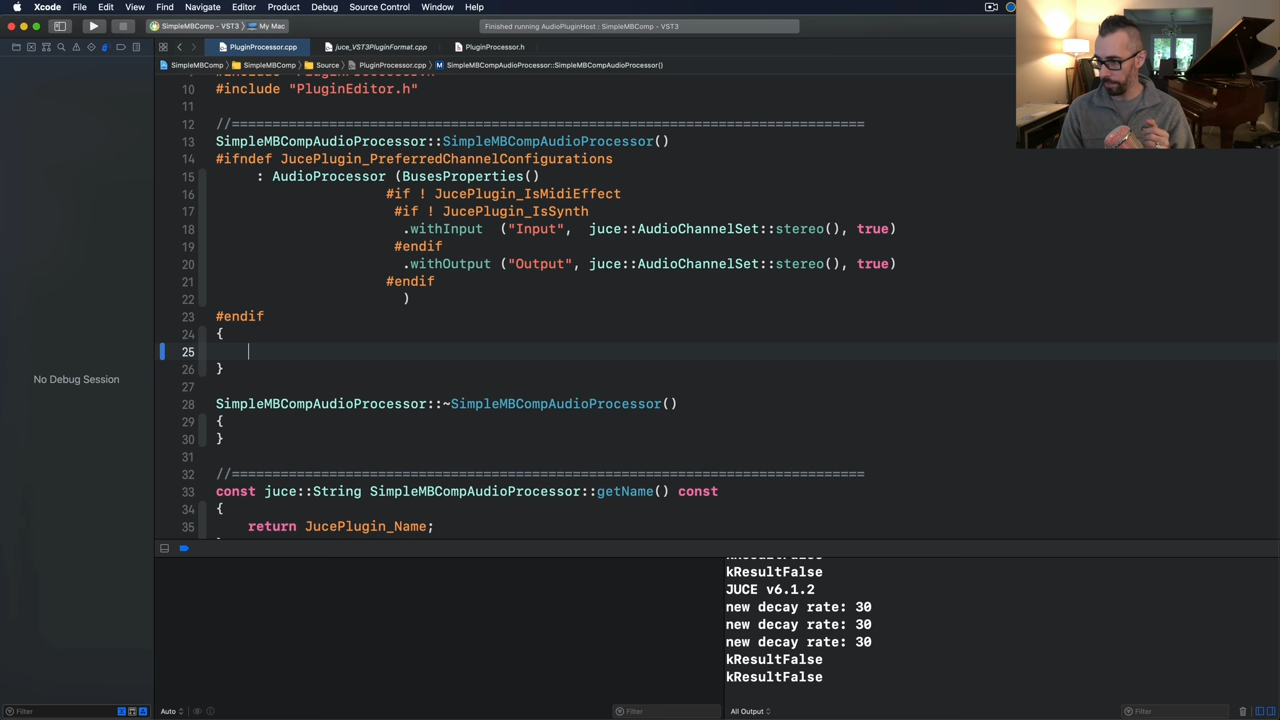 Xcode File Edit View Find Navigate Editor Product Debug Source Control Window Help
SimpleMBComp - VST3 My Mac Finished running AudioPluginHost : SimpleMBComp - VST3
PluginProcessor.cpp juce_VST3PluginFormat.cpp PluginProcessor.h
SimpleMBComp SimpleMBComp Source PluginProcessor.cpp M SimpleMBCompAudioProcessor::SimpleMBCompAudioProcessor()
10 #include "PluginEditor.h"
11
12 //==============================================================================
13 SimpleMBCompAudioProcessor::SimpleMBCompAudioProcessor()
14 #ifndef JucePlugin_PreferredChannelConfigurations
15 : AudioProcessor (BusesProperties()
16 #if ! JucePlugin_IsMidiEffect
17 #if ! JucePlugin_IsSynth
18 .withInput ("Input", juce::AudioChannelSet::stereo(), true)
19 #endif
20 .withOutput ("Output", juce::AudioChannelSet::stereo(), true)
21 #endif
22 )
23 #endif
24 {
25
26 }
27
28 SimpleMBCompAudioProcessor::~SimpleMBCompAudioProcessor()
29 {
30 }
31
32 //==============================================================================
33 const juce::String SimpleMBCompAudioProcessor::getName() const
34 {
35 return JucePlugin_Name;
No Debug Session
kResultFalse
JUCE v6.1.2
new decay rate: 30
new decay rate: 30
new decay rate: 30
kResultFalse
kResultFalse
Filter Auto Filter All Output Filter